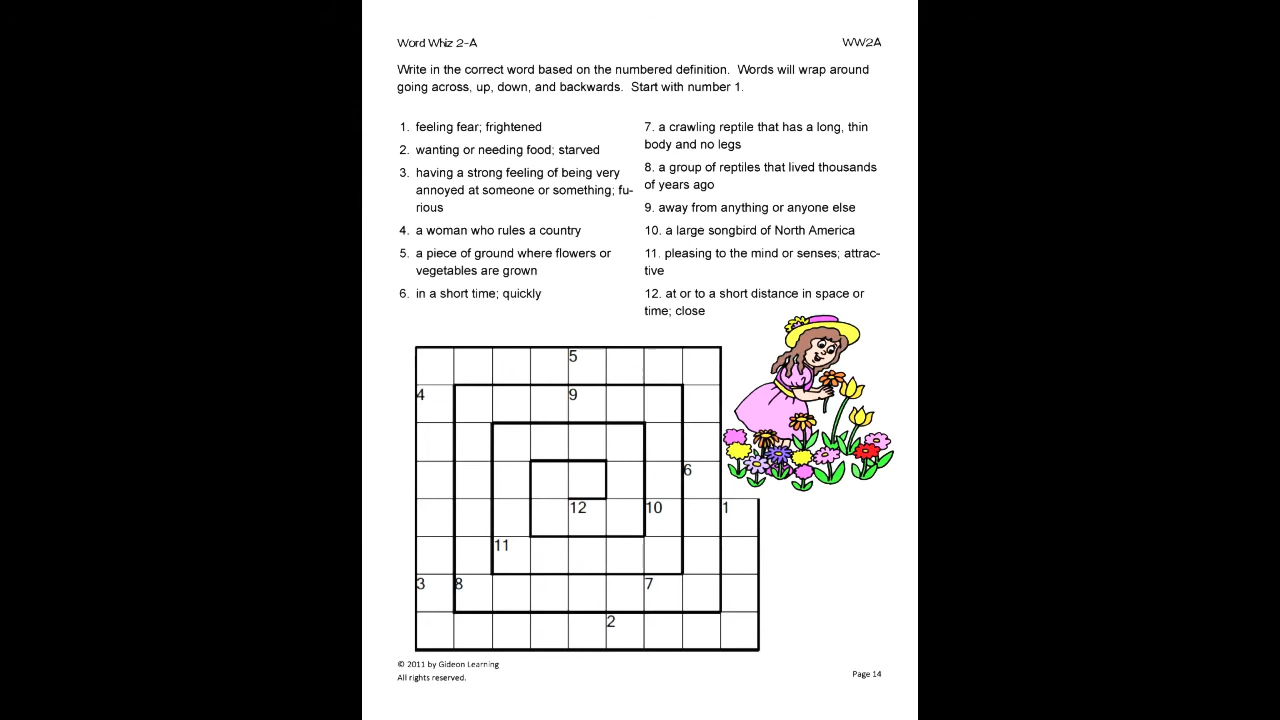 Word Whiz 2-A
WW2A
Write in the correct word based on the numbered definition.  Words will wrap around
going across, up, down, and backwards.  Start with number 1.
1. feeling fear; frightened
2. wanting or needing food; starved
3. having a strong feeling of being very
annoyed at someone or something; fu-
rious
4. a woman who rules a country
5. a piece of ground where flowers or
vegetables are grown
6. in a short time; quickly
7. a crawling reptile that has a long, thin
body and no legs
8. a group of reptiles that lived thousands
of years ago
9. away from anything or anyone else
10. a large songbird of North America
11. pleasing to the mind or senses; attrac-
tive
12. at or to a short distance in space or
time; close
5
4 9
6
12 10 1
11
3 8 7
2
© 2011 by Gideon Learning
All rights reserved.
Page 14